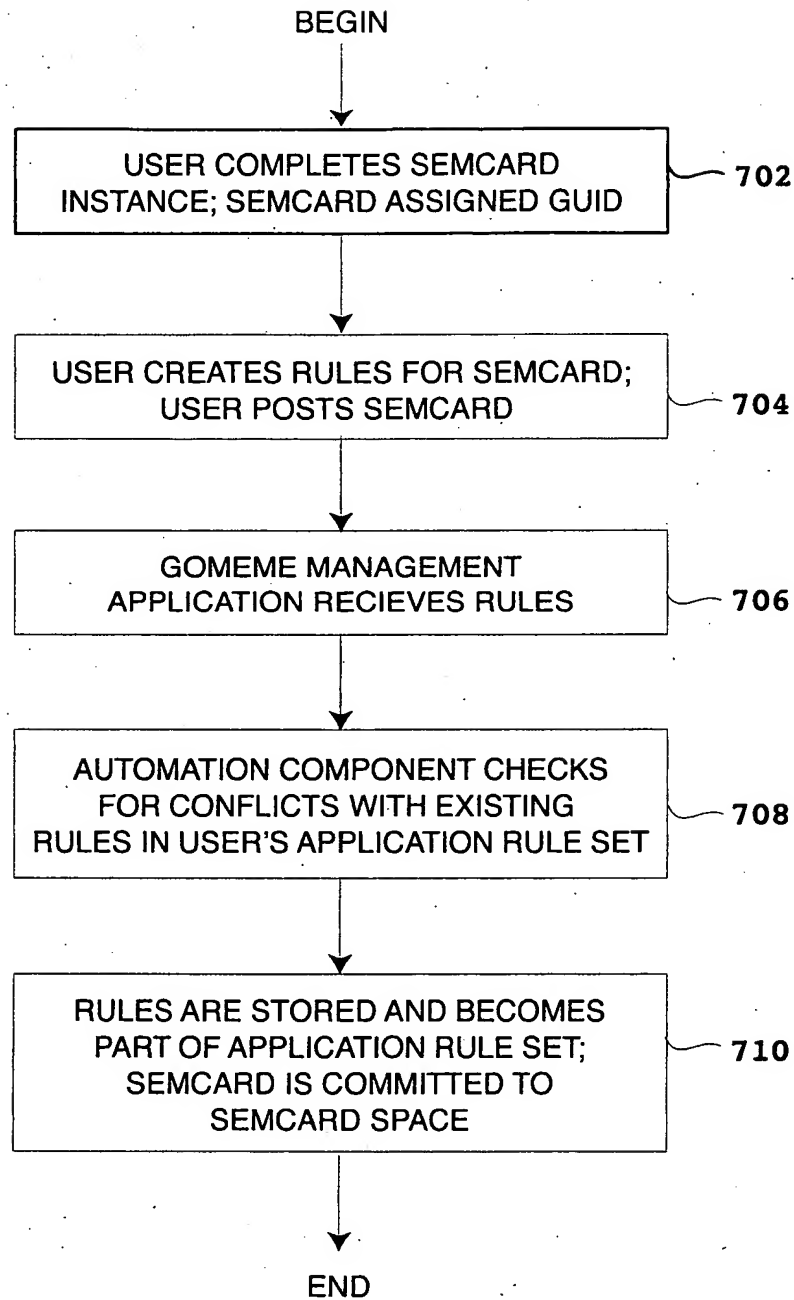 BEGIN
USER COMPLETES SEMCARD
INSTANCE; SEMCARD ASSIGNED GUID
702
USER CREATES RULES FOR SEMCARD;
USER POSTS SEMCARD
704
GOMEME MANAGEMENT
APPLICATION RECIEVES RULES
706
AUTOMATION COMPONENT CHECKS
FOR CONFLICTS WITH EXISTING
RULES IN USER'S APPLICATION RULE SET
708
RULES ARE STORED AND BECOMES
PART OF APPLICATION RULE SET;
SEMCARD IS COMMITTED TO
SEMCARD SPACE
710
END